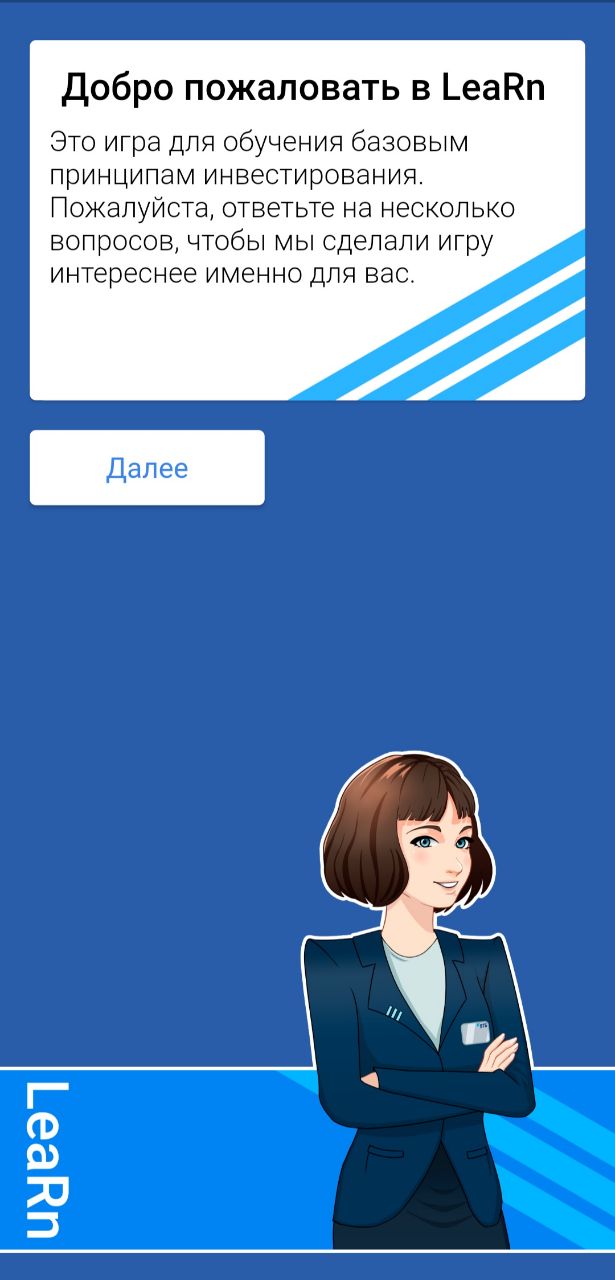 Добро пожаловать в LeaRn
Это игра для обучения базовым
принципам инвестирования.
Пожалуйста, ответьте на несколько
вопросов, чтобы мы сделали игру
интереснее именно для вас.
Далее
ВТБ
LeaRn